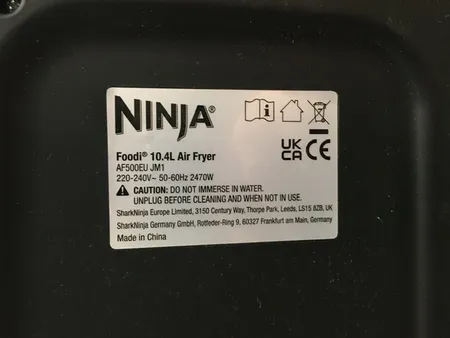 NINJA®
Foodi® 10.4L Air Fryer
AF500EU JM1
220-240V~ 50-60Hz 2470W
CAUTION: DO NOT IMMERSE IN WATER.
UNPLUG BEFORE CLEANING AND WHEN NOT IN USE.
SharkNinja Europe Limited, 3150 Century Way, Thorpe Park, Leeds, LS15 8ZB, UK
SharkNinja Germany GmbH, Rotfeder-Ring 9, 60327 Frankfurt am Main, Germany
Made in China
UK
CA CE